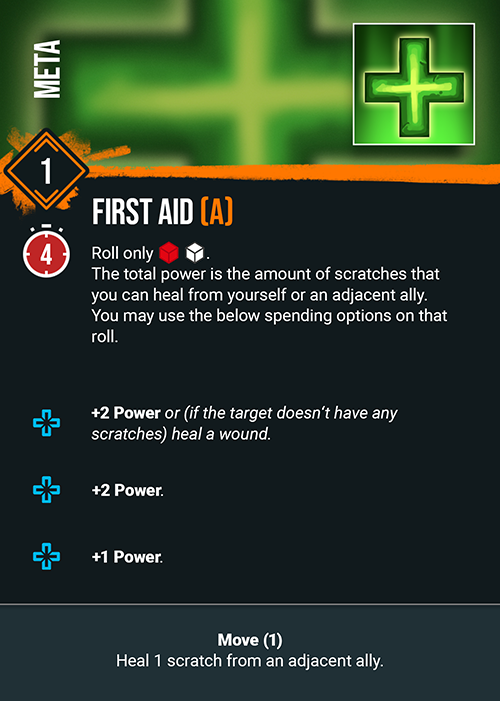 META
1
FIRST AID (A)
4
Roll only .
The total power is the amount of scratches that
you can heal from yourself or an adjacent ally.
You may use the below spending options on that
roll.
+2 Power or (if the target doesn't have any
scratches) heal a wound.
+2 Power.
+1 Power.
Move (1)
Heal 1 scratch from an adjacent ally.